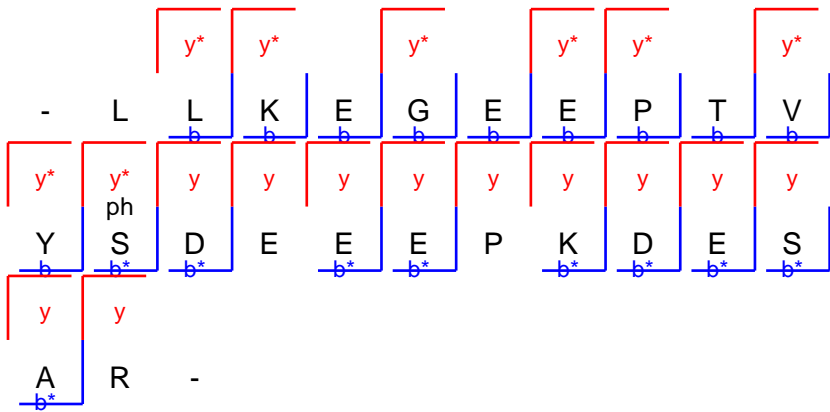 y* y* y* y* y* y*
- L L K E G E E P T V
b b b b b b b b b
y* y* y y y y y y y y y
ph
Y S D E E E P K D E S
b b* b* b* b* b* b* b* b*
y y
A R -
b*